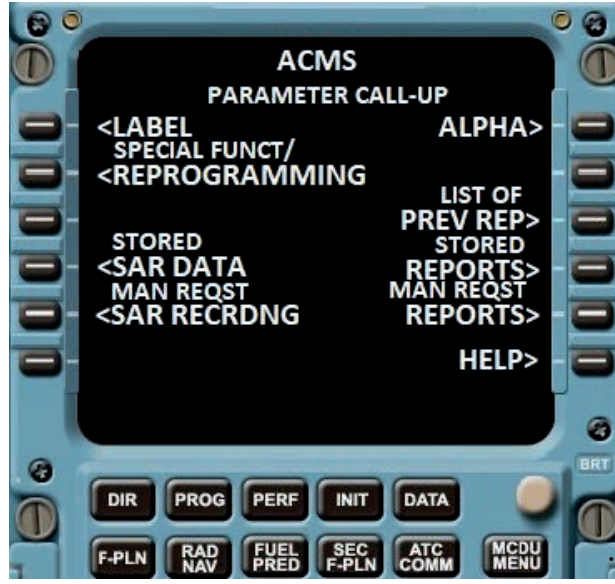 ACMS
PARAMETER CALL-UP
<LABEL ALPHA>
SPECIAL FUNCT/
<REPROGRAMMING
LIST OF
PREV REP>
STORED STORED
<SAR DATA REPORTS>
MAN REQST MAN REQST
<SAR RECRDNG REPORTS>
HELP>
BRT
DIR PROG PERF INIT DATA
F-PLN RAD NAV FUEL PRED SEC F-PLN ATC COMM MCDU MENU